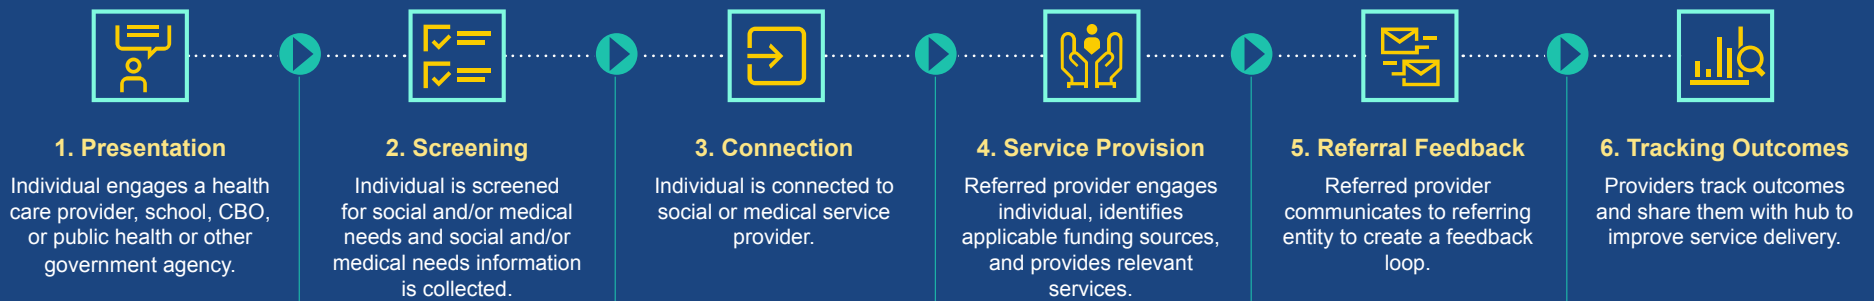 1. Presentation
Individual engages a health
care provider, school, CBO,
or public health or other
government agency.
2. Screening
Individual is screened
for social and/or medical
needs and social and/or
medical needs information
is collected.
3. Connection
Individual is connected to
social or medical service
provider.
4. Service Provision
Referred provider engages
individual, identifies
applicable funding sources,
and provides relevant
services.
5. Referral Feedback
Referred provider
communicates to referring
entity to create a feedback
loop.
6. Tracking Outcomes
Providers track outcomes
and share them with hub to
improve service delivery.